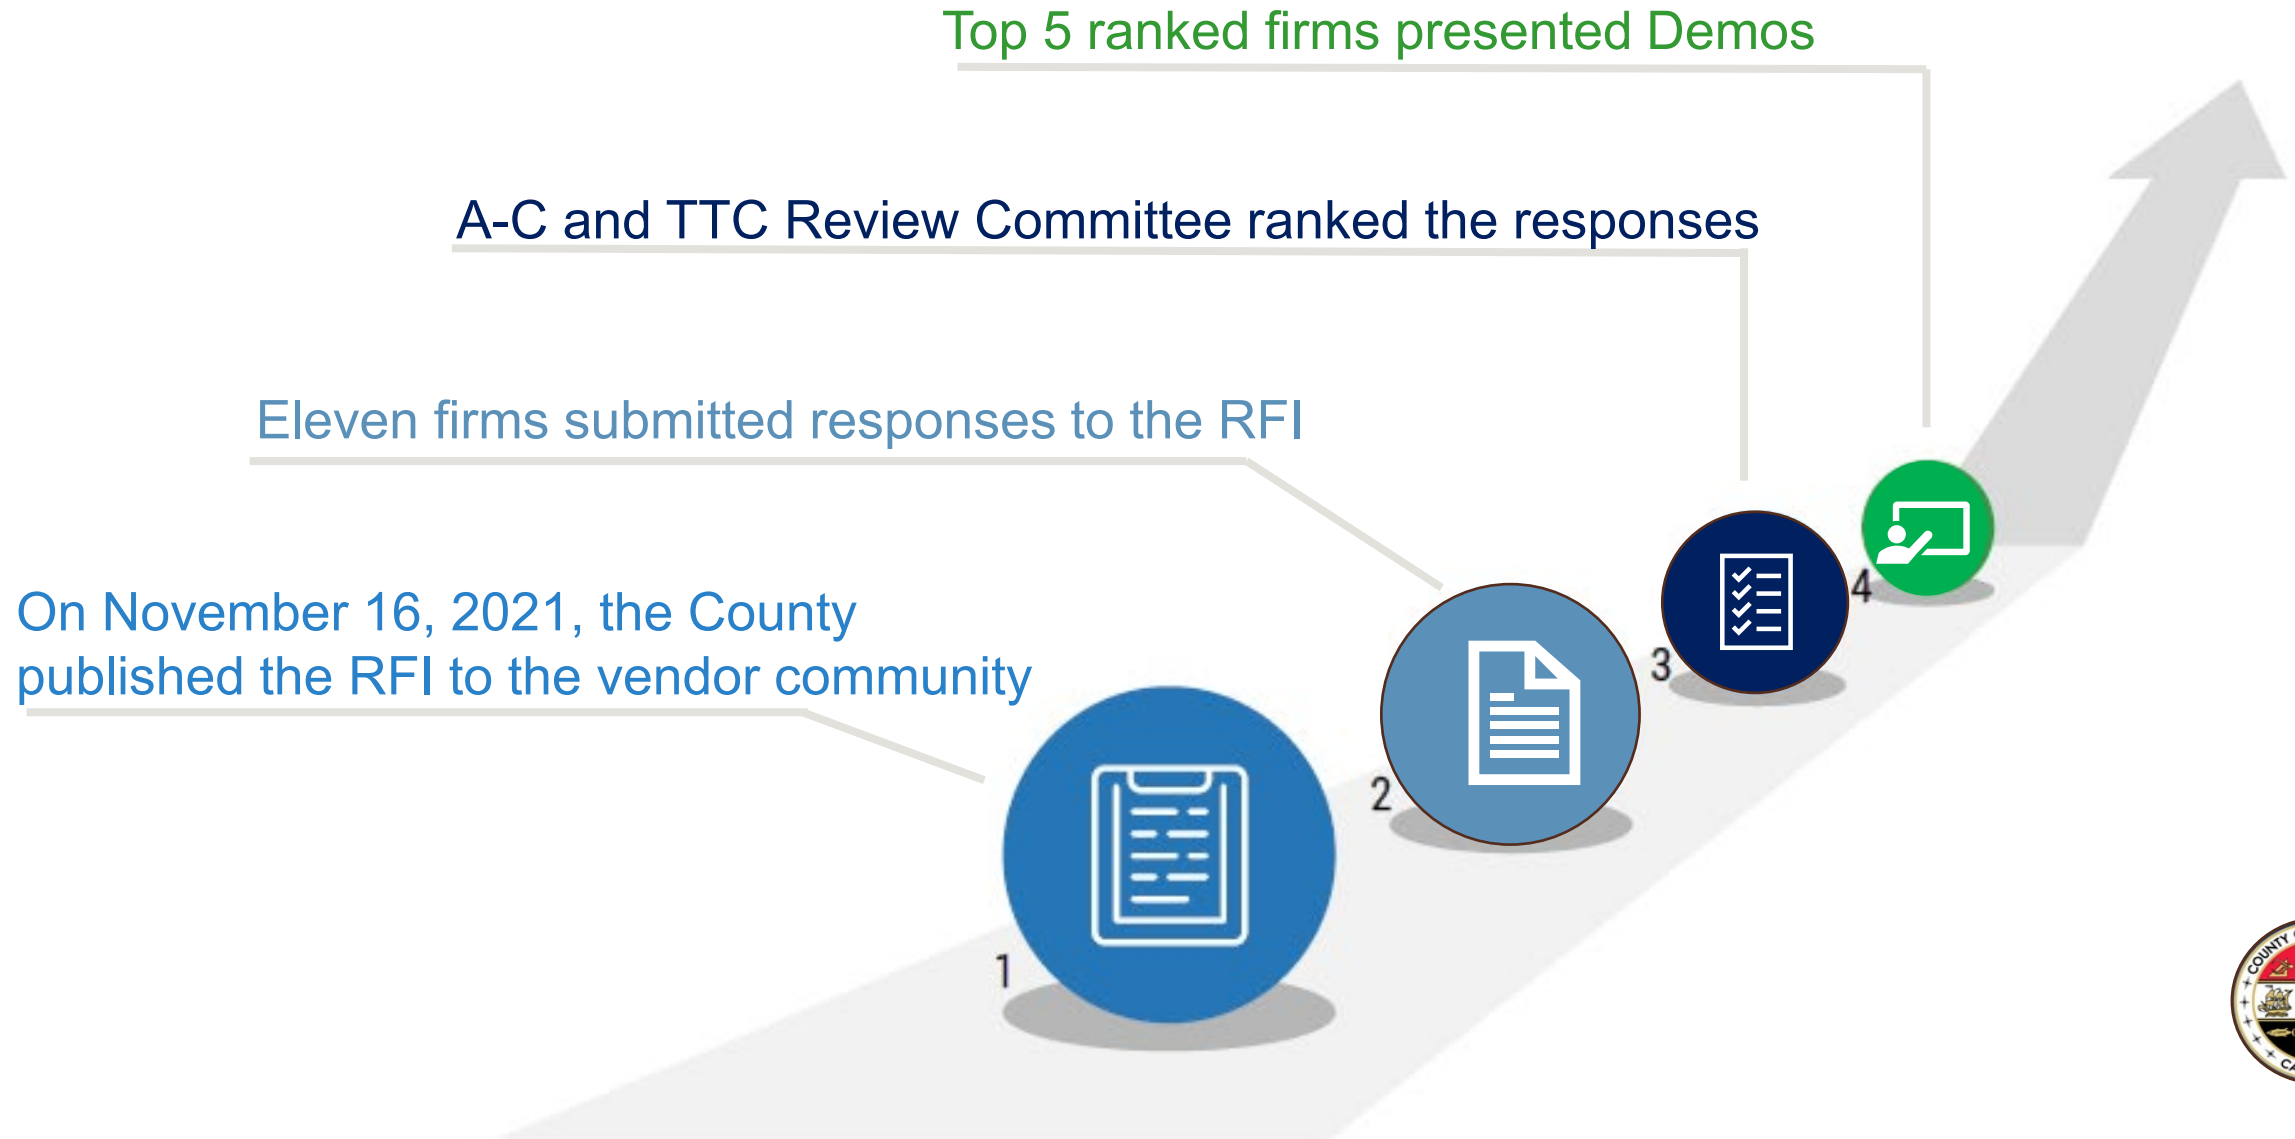 Top 5 ranked firms presented Demos
A-C and TTC Review Committee ranked the responses
Eleven firms submitted responses to the RFI
On November 16, 2021, the County
published the RFI to the vendor community
4
3
2
1
COUNTY